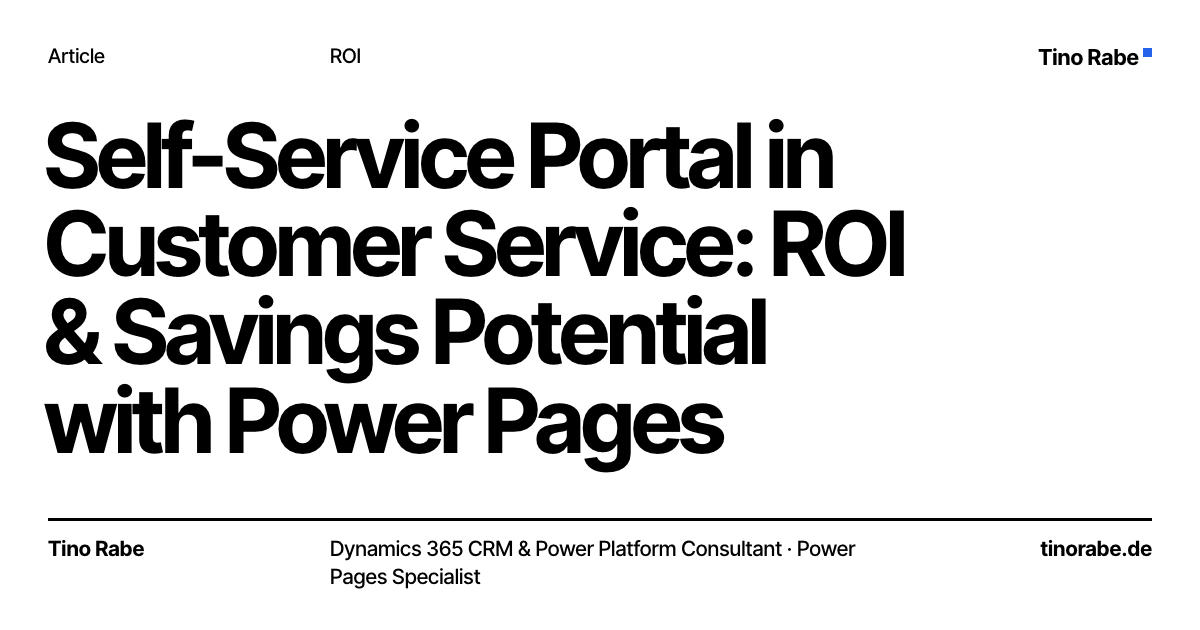 Article
ROI
Tino Rabe
Self-Service Portal in
Customer Service: ROI
& Savings Potential
with Power Pages
Tino Rabe
Dynamics 365 CRM & Power Platform Consultant · Power
Pages Specialist
tinorabe.de